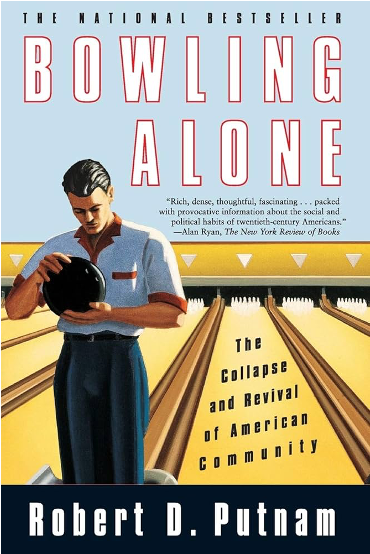 THE NATIONAL BESTSELLER
BOWLING
ALONE
“Rich, dense, thoughtful, fascinating . . . packed
with provocative information about the social and
political habits of twentieth-century Americans.”
—Alan Ryan, The New York Review of Books
The
Collapse
and Revival
of American
Community
Robert D. Putnam